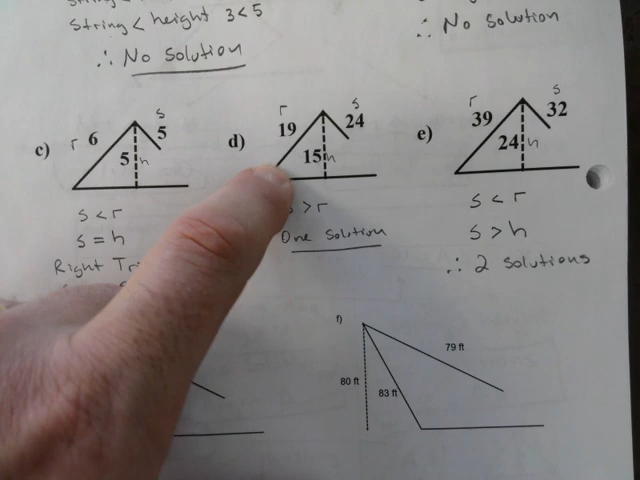 String < height 3<5
∴ No Solution
∴ No Solution
c) r 6 s 5 5 h
d) r 19 s 24 15 h
e) r 39 s 32 24 h
s < r
s = h
Right
s > r
One Solution
s < r
s > h
∴ 2 solutions
f)
79 ft
80 ft
83 ft